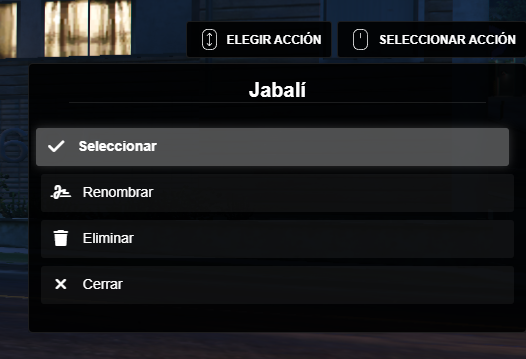 ELEGIR ACCIÓN
SELECCIONAR ACCIÓN
Jabalí
Seleccionar
Renombrar
Eliminar
Cerrar